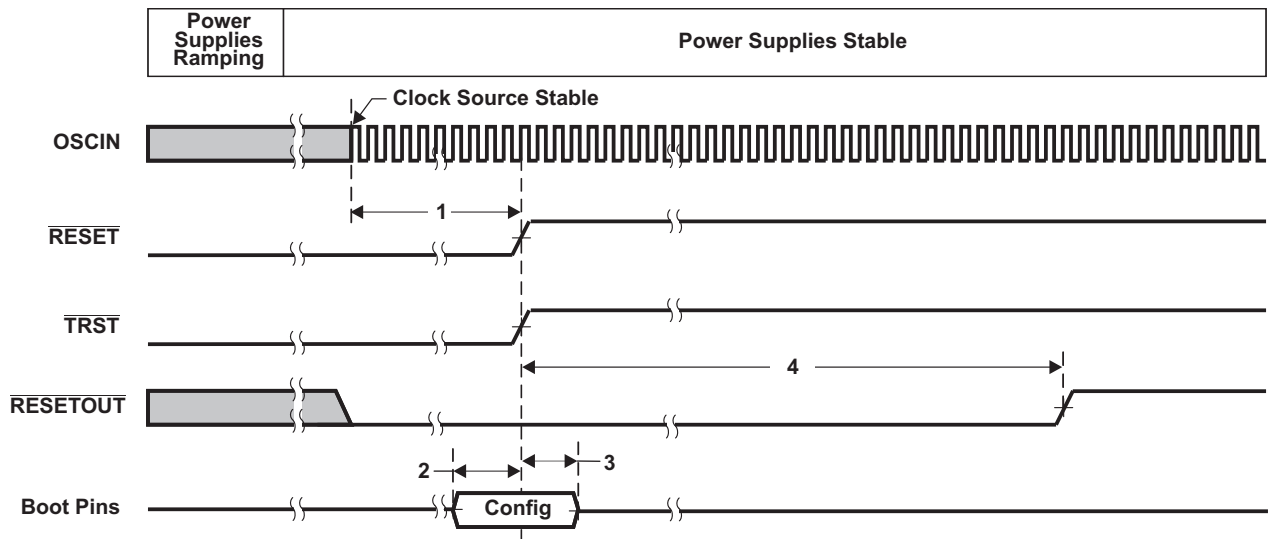 Power
Supplies
Ramping
Power Supplies Stable
Clock Source Stable
OSCIN
1
RESET
TRST
4
RESETOUT
2
3
Boot Pins
Config